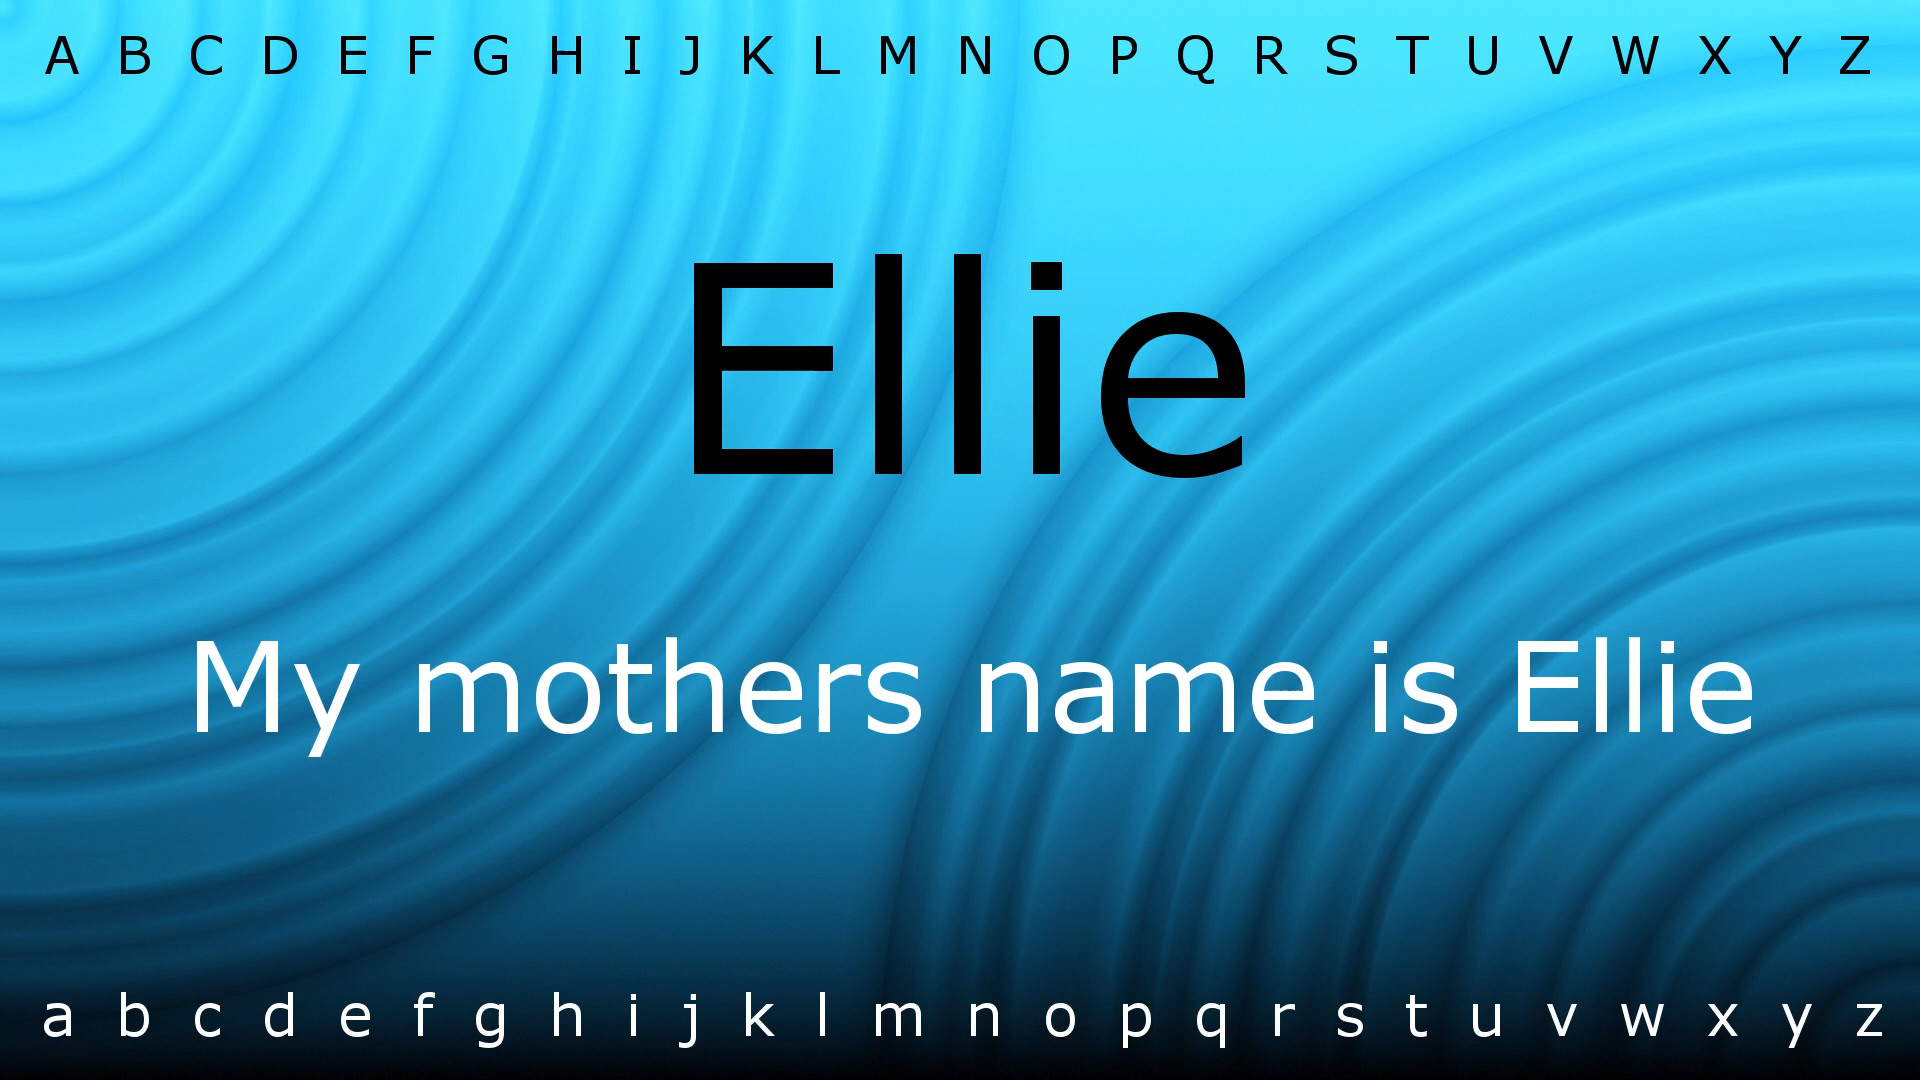 A B C D E F G H I J K L M N O P Q R S T U V W X Y Z
Ellie
My mothers name is Ellie
a b c d e f g h i j k l m n o p q r s t u v w x y z